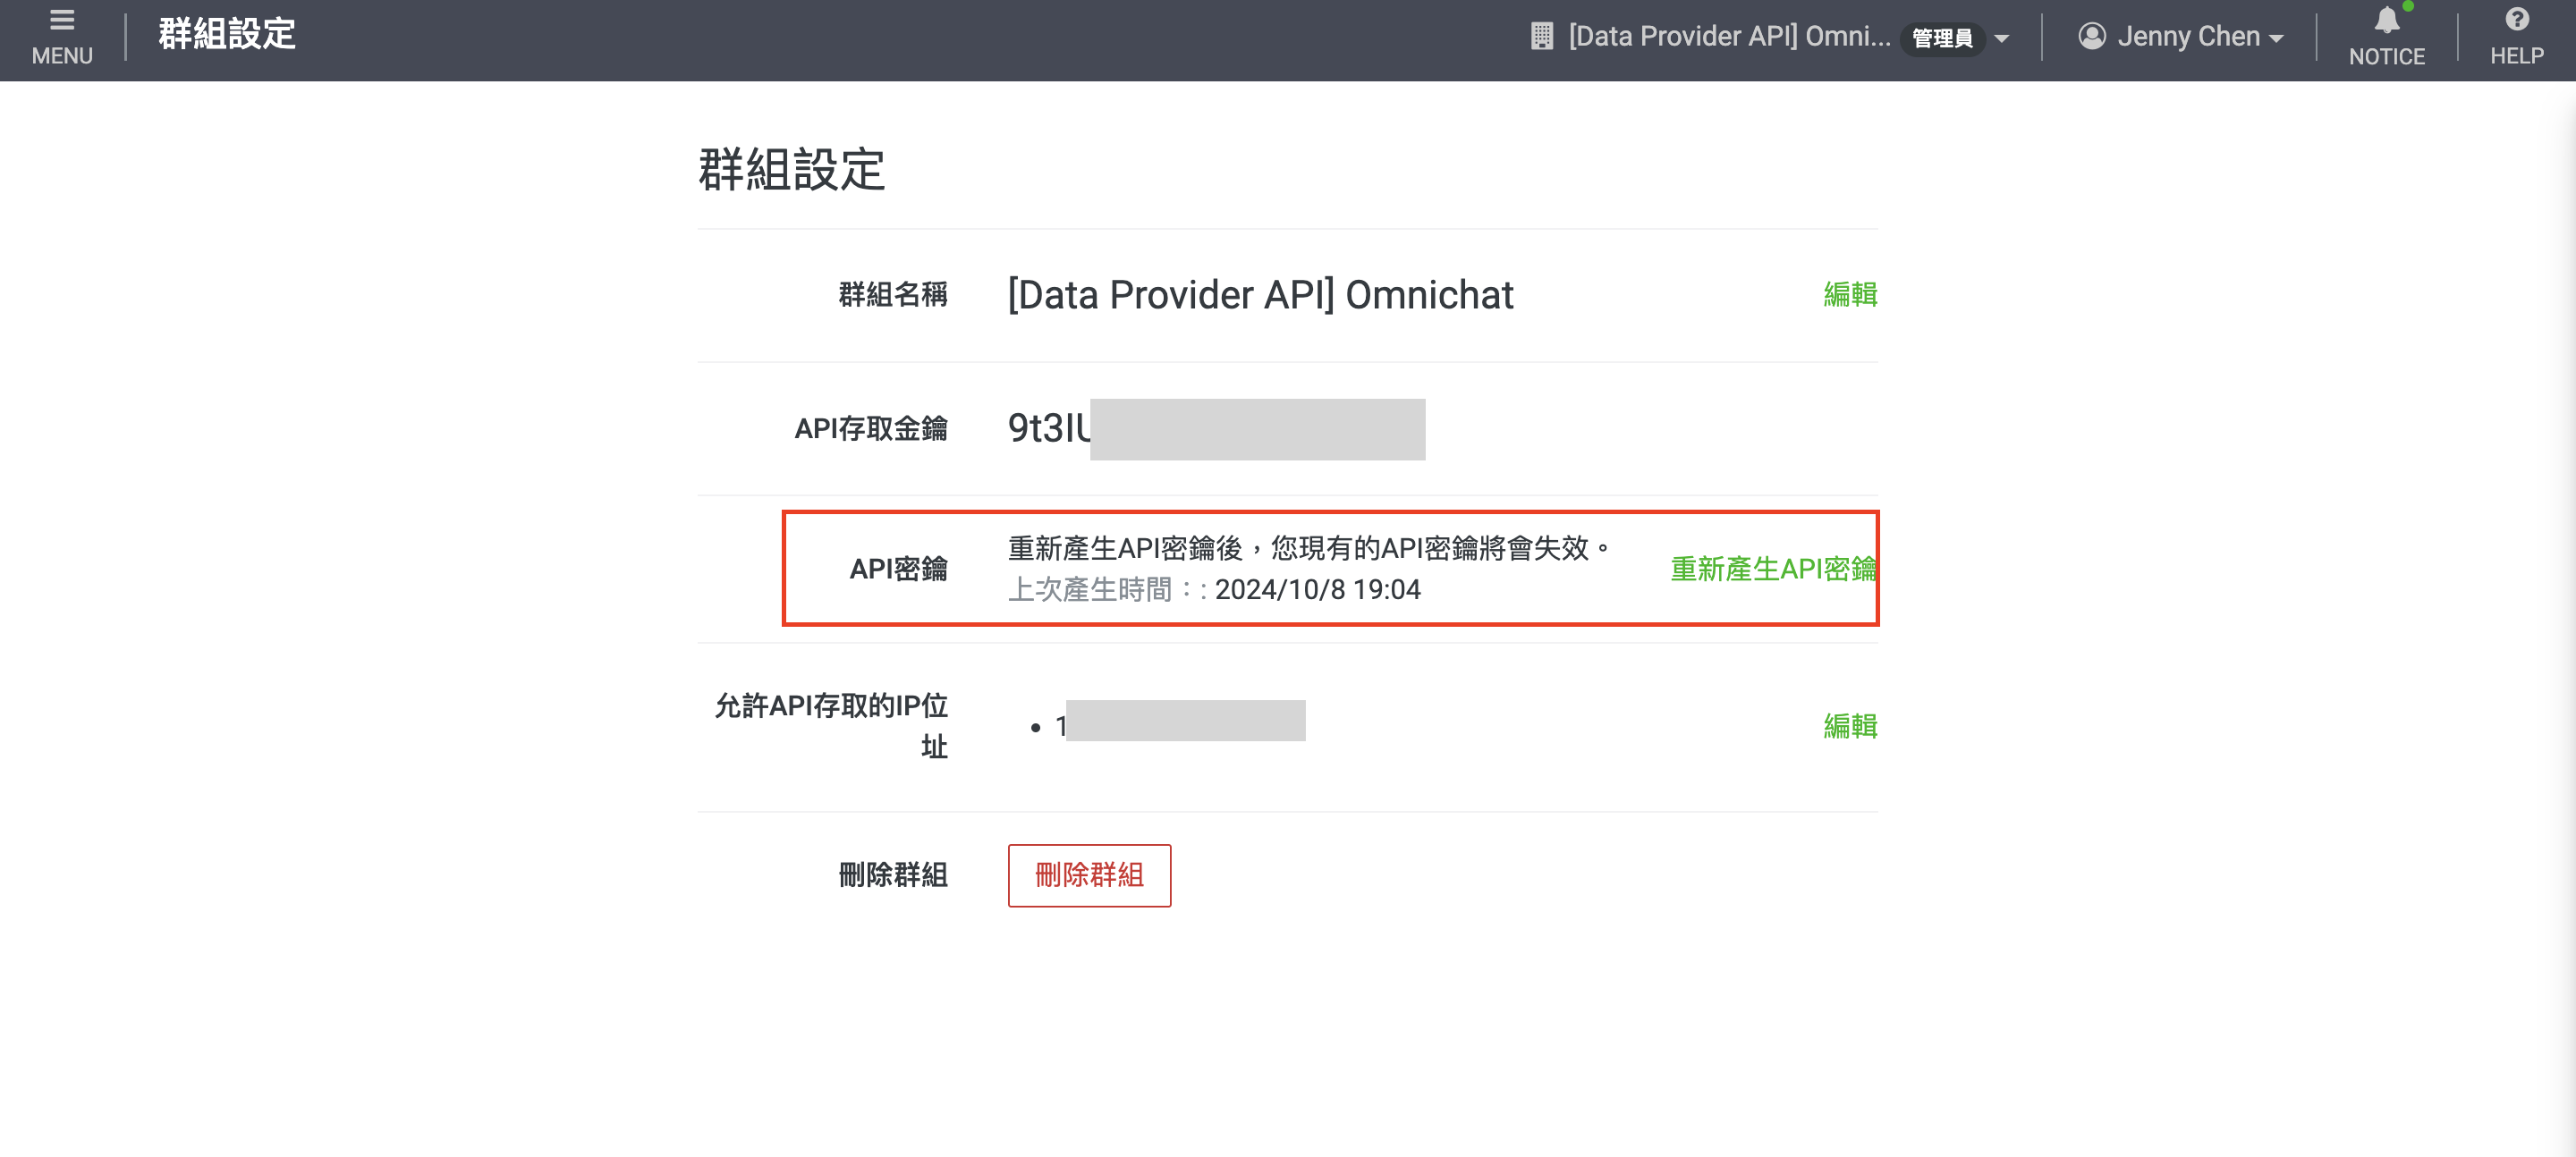 MENU
群組設定
[Data Provider API] Omni... 管理員
Jenny Chen
NOTICE
HELP
群組設定
群組名稱 [Data Provider API] Omnichat 編輯
API存取金鑰 9t3IU
API密鑰 重新產生API密鑰後，您現有的API密鑰將會失效。 重新產生API密鑰
上次產生時間：: 2024/10/8 19:04
允許API存取的IP位
址
• 1 編輯
刪除群組 刪除群組